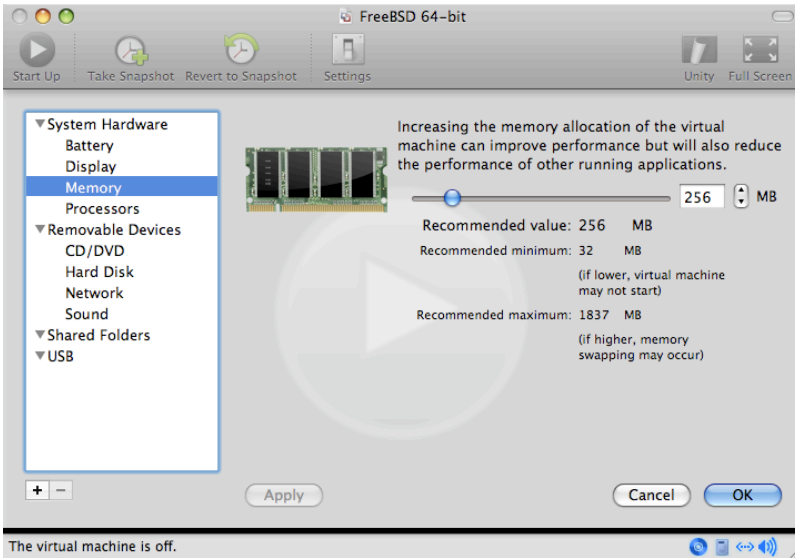 FreeBSD 64-bit
Start Up Take Snapshot Revert to Snapshot Settings Unity Full Screen
System Hardware
Battery
Display
Memory
Processors
Removable Devices
CD/DVD
Hard Disk
Network
Sound
Shared Folders
USB
Increasing the memory allocation of the virtual
machine can improve performance but will also reduce
the performance of other running applications.
256 MB
Recommended value: 256 MB
Recommended minimum: 32 MB
(if lower, virtual machine
may not start)
Recommended maximum: 1837 MB
(if higher, memory
swapping may occur)
+ −
Apply Cancel OK
The virtual machine is off.